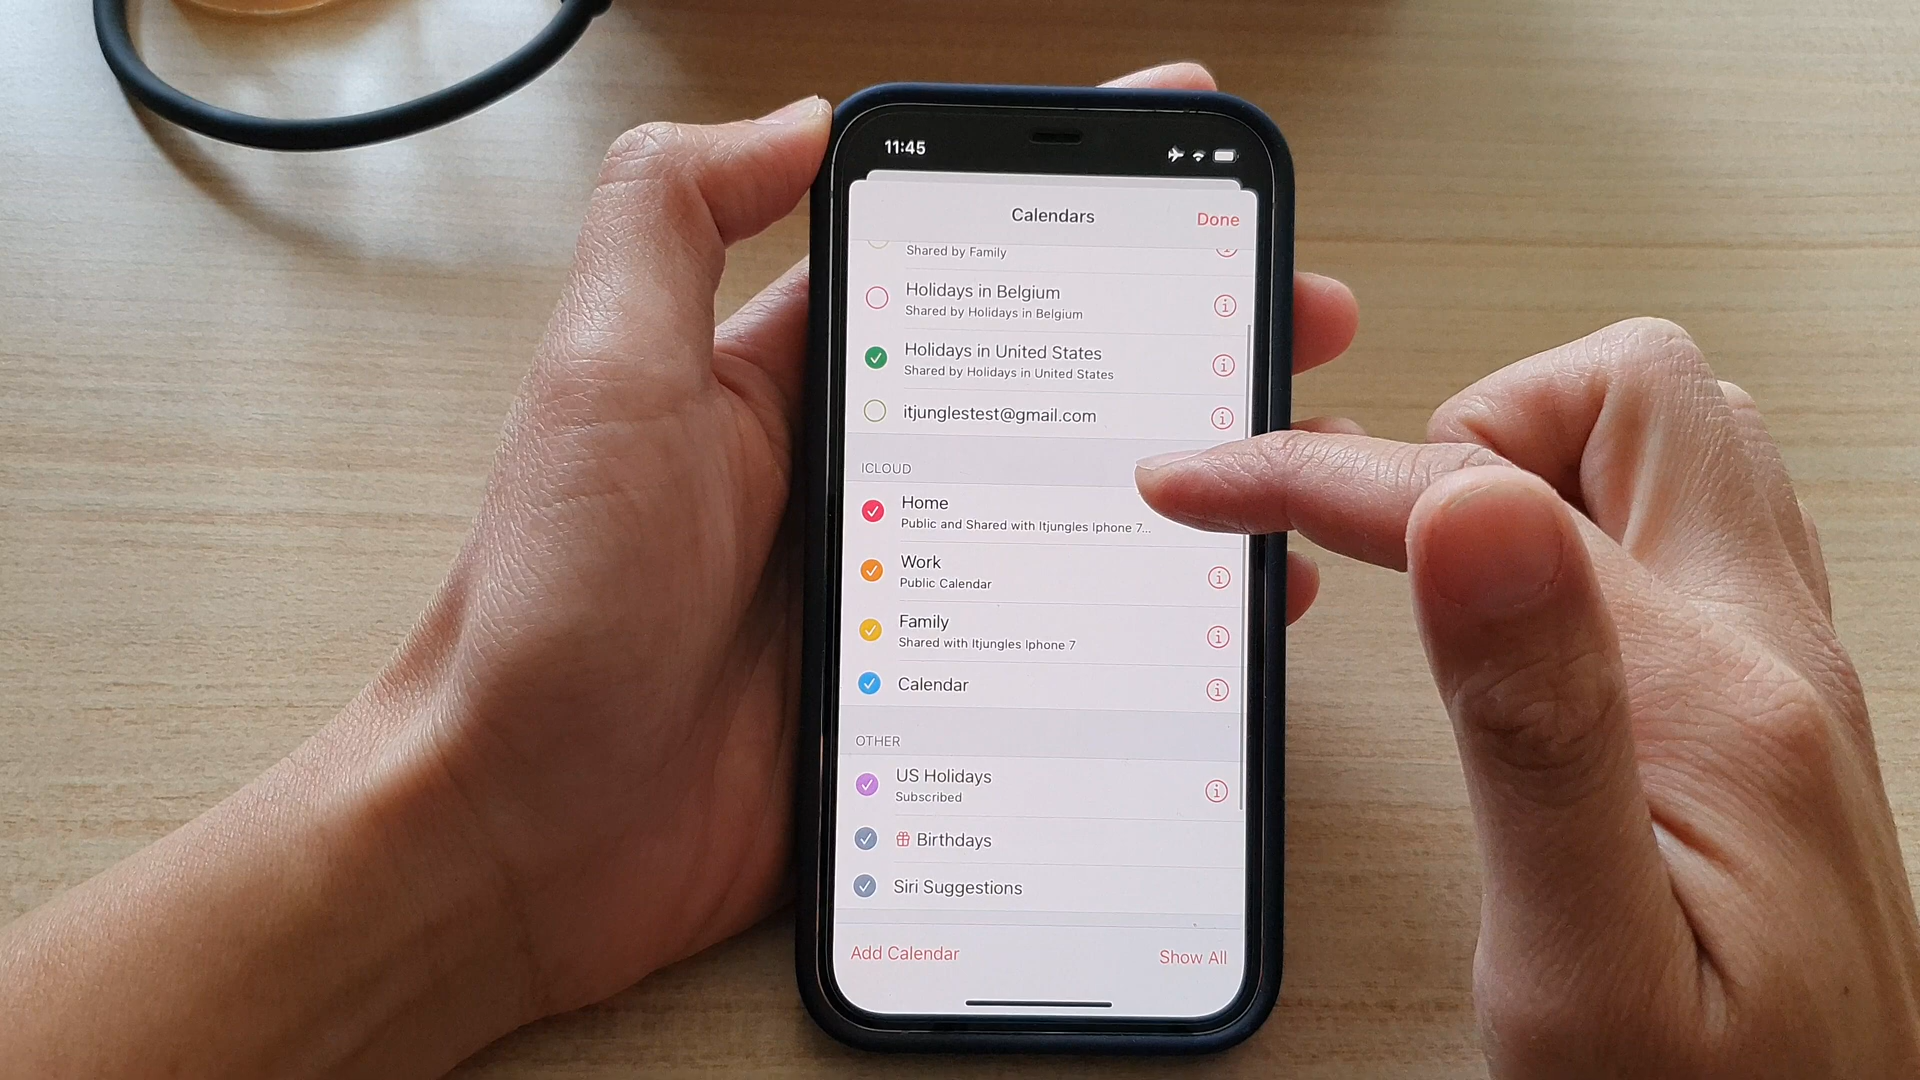 11:45
Calendars
Done
Shared by Family
Holidays in Belgium
Shared by Holidays in Belgium
Holidays in United States
Shared by Holidays in United States
itjunglestest@gmail.com
ICLOUD
Home
Public and Shared with Itjungles Iphone 7...
Work
Public Calendar
Family
Shared with Itjungles Iphone 7
Calendar
OTHER
US Holidays
Subscribed
Birthdays
Siri Suggestions
Add Calendar
Show All